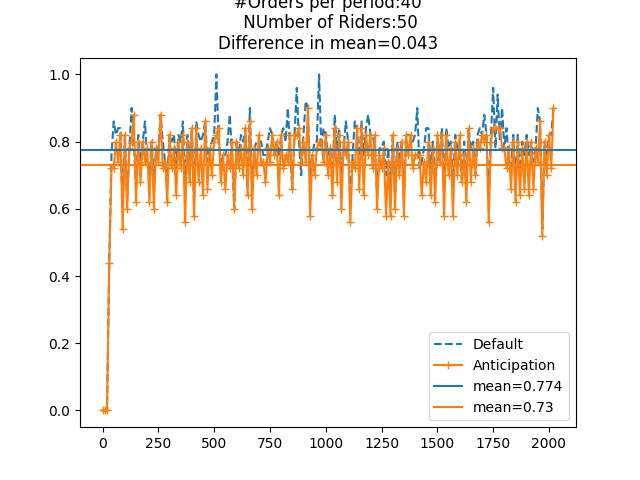 #Orders per period:40
NUmber of Riders:50
Difference in mean=0.043
1.0
0.8
0.6
0.4
0.2
0.0
0 250 500 750 1000 1250 1500 1750 2000
Default
Anticipation
mean=0.774
mean=0.73